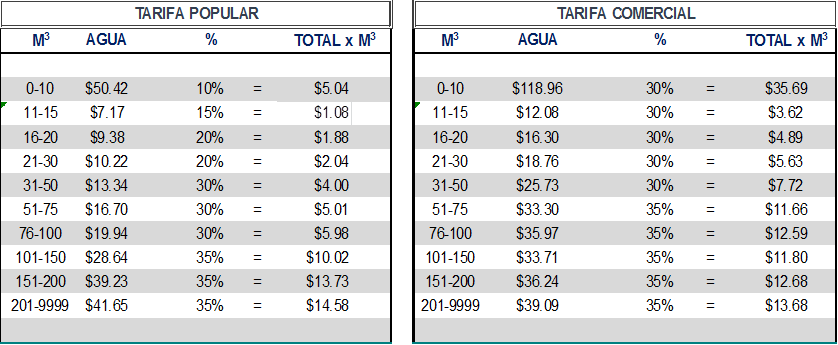 TARIFA POPULAR
M³ AGUA % TOTAL x M³
0-10 $50.42 10% = $5.04
11-15 $7.17 15% = $1.08
16-20 $9.38 20% = $1.88
21-30 $10.22 20% = $2.04
31-50 $13.34 30% = $4.00
51-75 $16.70 30% = $5.01
76-100 $19.94 30% = $5.98
101-150 $28.64 35% = $10.02
151-200 $39.23 35% = $13.73
201-9999 $41.65 35% = $14.58
TARIFA COMERCIAL
M³ AGUA % TOTAL x M³
0-10 $118.96 30% = $35.69
11-15 $12.08 30% = $3.62
16-20 $16.30 30% = $4.89
21-30 $18.76 30% = $5.63
31-50 $25.73 30% = $7.72
51-75 $33.30 35% = $11.66
76-100 $35.97 35% = $12.59
101-150 $33.71 35% = $11.80
151-200 $36.24 35% = $12.68
201-9999 $39.09 35% = $13.68